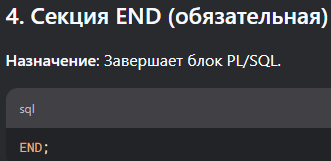 4. Секция END (обязательная)
Назначение: Завершает блок PL/SQL.
sql
END;